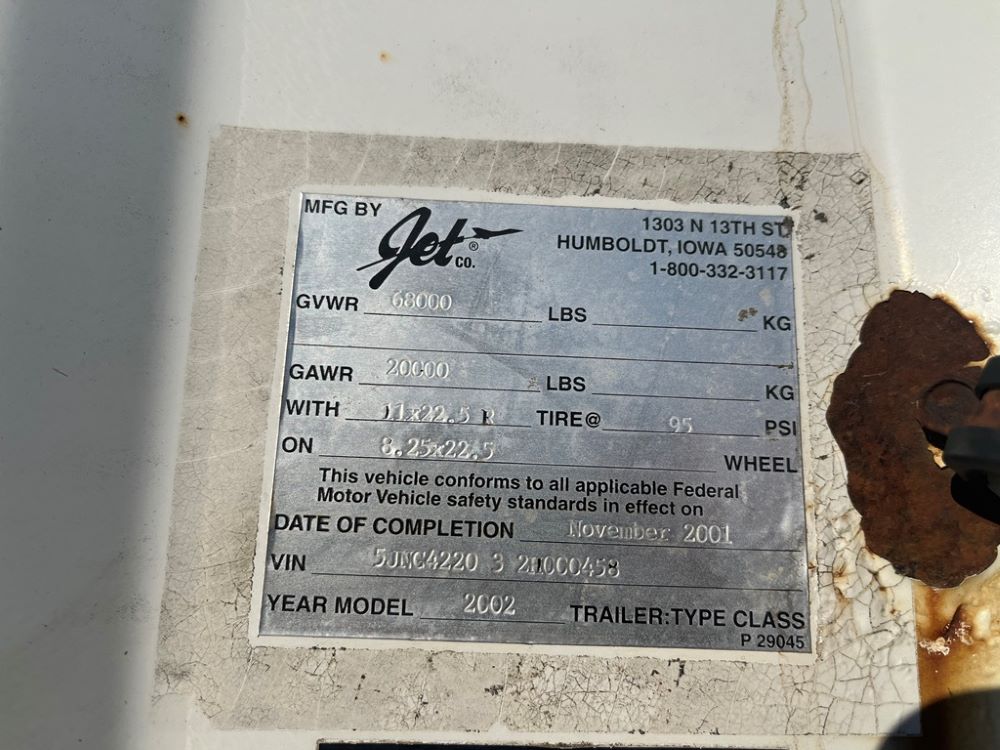 MFG BY Jet® CO. 1303 N 13TH ST
HUMBOLDT, IOWA 50548
1-800-332-3117
GVWR 68000 LBS KG
GAWR 20000 LBS KG
WITH 11x22.5 R TIRE@ 95 PSI
ON 8.25x22.5 WHEEL
This vehicle conforms to all applicable Federal
Motor Vehicle safety standards in effect on
DATE OF COMPLETION November 2001
VIN 5JNC4220 3 2H000458
YEAR MODEL 2002 TRAILER:TYPE CLASS
P 29045